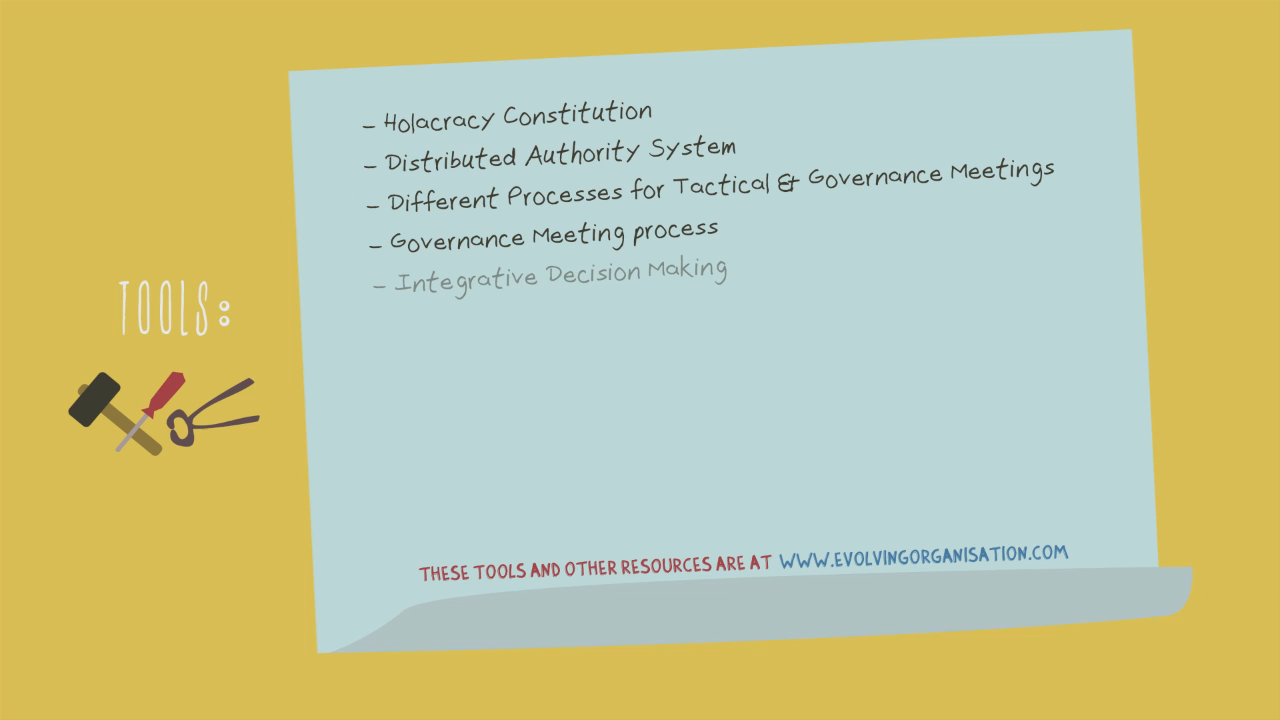 - Holacracy Constitution
- Distributed Authority System
- Different Processes for Tactical & Governance Meetings
- Governance Meeting process
- Integrative Decision Making
TOOLS:
THESE TOOLS AND OTHER RESOURCES ARE AT WWW.EVOLVINGORGANISATION.COM